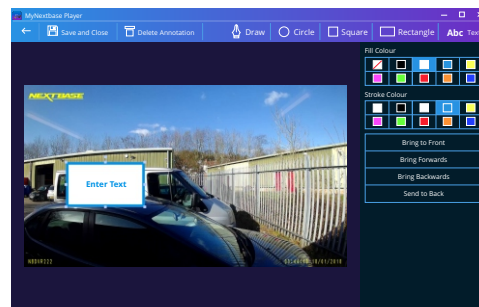 MyNextbase Player
Save and Close
Delete Annotation
Draw
Circle
Square
Rectangle
Abc
Fill Colour
Stroke Colour
Bring to Front
Bring Forwards
Bring Backwards
Send to Back
NEXTBASE
Enter Text